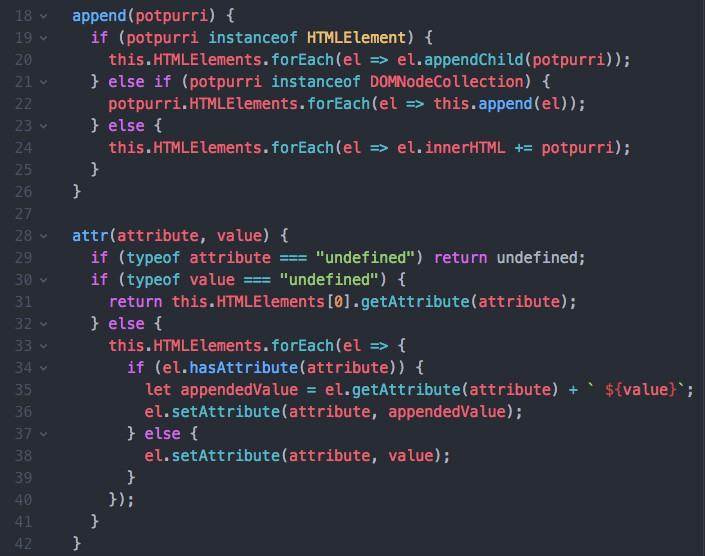 18 append(potpurri) {
19 if (potpurri instanceof HTMLElement) {
20 this.HTMLElements.forEach(el => el.appendChild(potpurri));
21 } else if (potpurri instanceof DOMNodeCollection) {
22 potpurri.HTMLElements.forEach(el => this.append(el));
23 } else {
24 this.HTMLElements.forEach(el => el.innerHTML += potpurri);
25 }
26 }
27
28 attr(attribute, value) {
29 if (typeof attribute === "undefined") return undefined;
30 if (typeof value === "undefined") {
31 return this.HTMLElements[0].getAttribute(attribute);
32 } else {
33 this.HTMLElements.forEach(el => {
34 if (el.hasAttribute(attribute)) {
35 let appendedValue = el.getAttribute(attribute) + ` ${value}`;
36 el.setAttribute(attribute, appendedValue);
37 } else {
38 el.setAttribute(attribute, value);
39 }
40 });
41 }
42 }